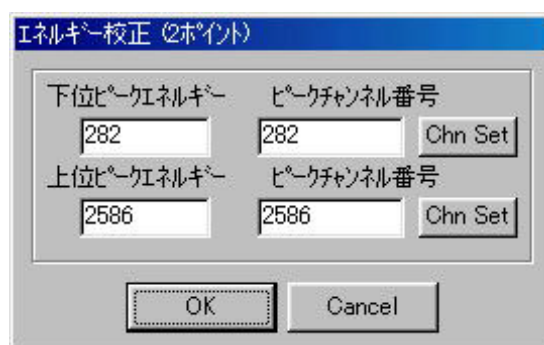 ｴﾈﾙｷﾞｰ校正 (2ﾎﾟｲﾝﾄ)
下位ﾋﾟｰｸｴﾈﾙｷﾞｰ ﾋﾟｰｸﾁｬﾝﾈﾙ番号
282 282 Chn Set
上位ﾋﾟｰｸｴﾈﾙｷﾞｰ ﾋﾟｰｸﾁｬﾝﾈﾙ番号
2586 2586 Chn Set
OK Cancel